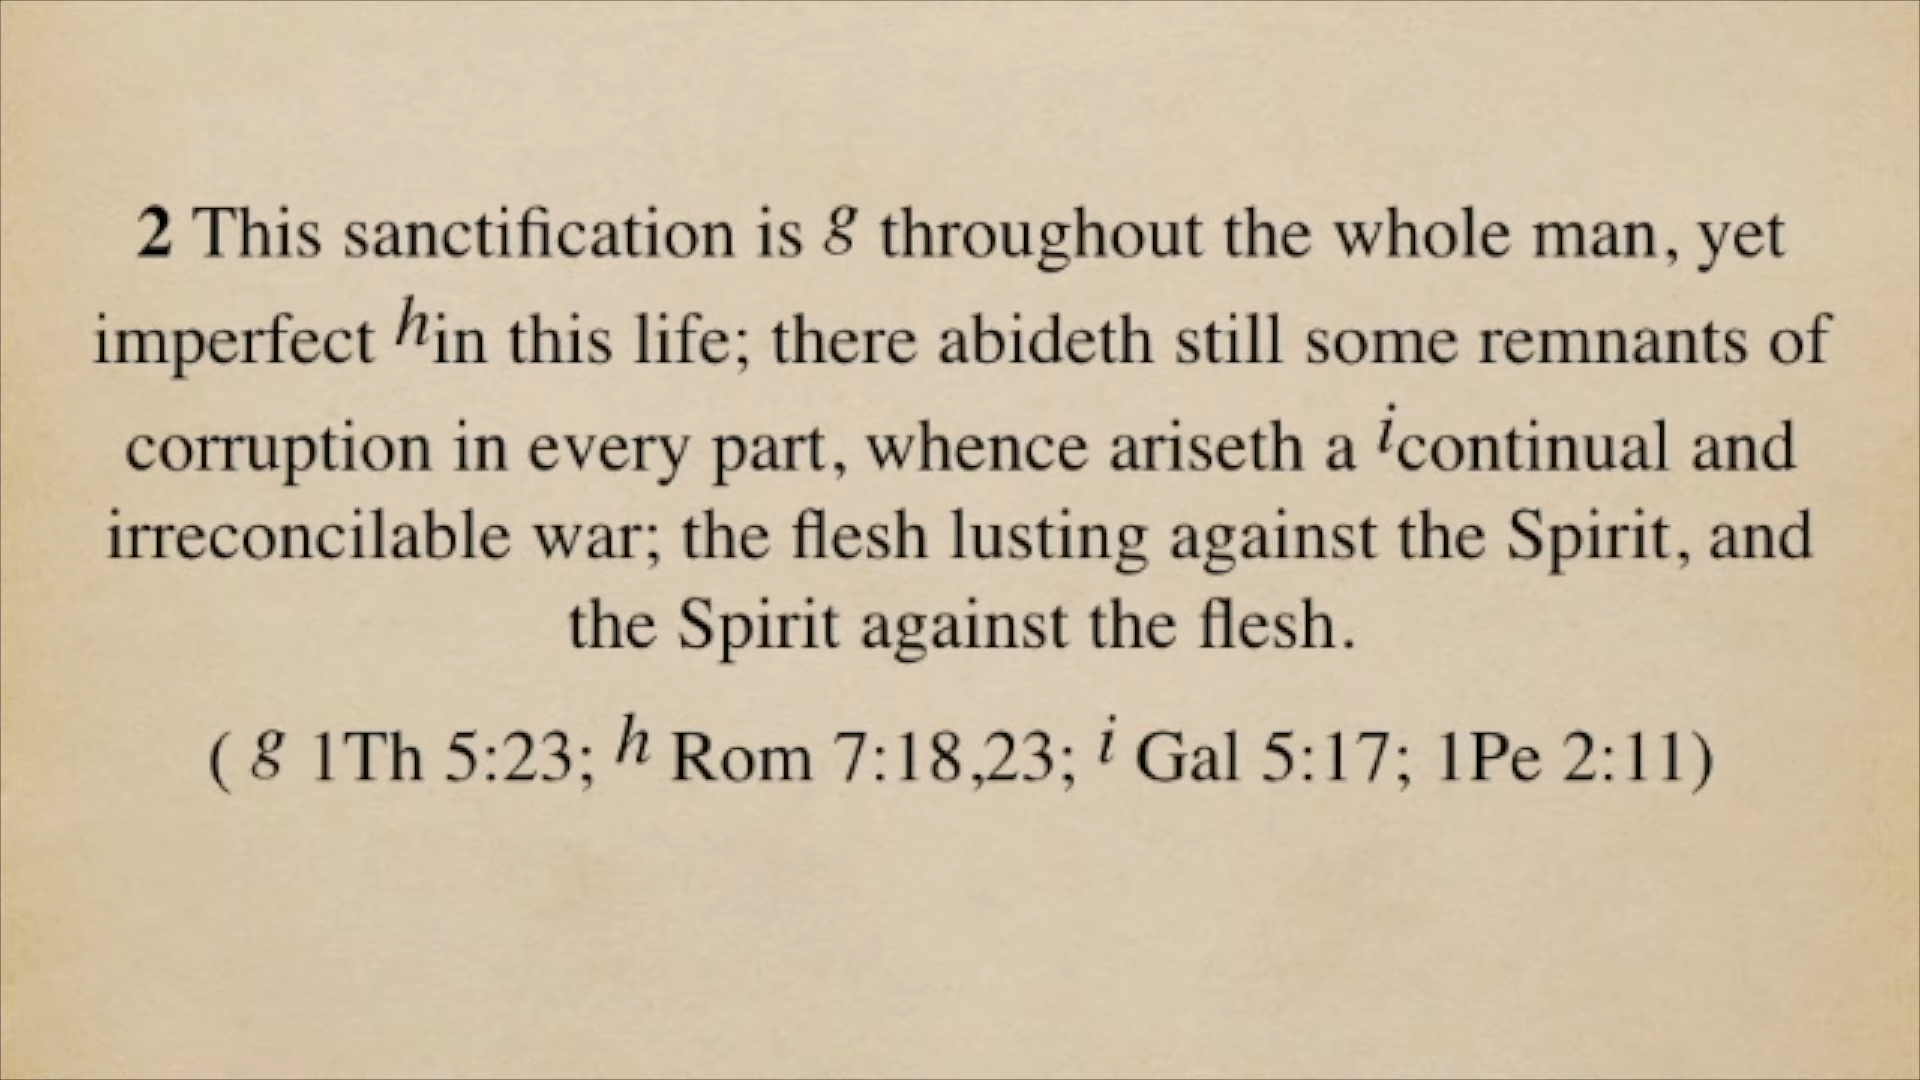 2 This sanctification is g throughout the whole man, yet
imperfect h in this life; there abideth still some remnants of
corruption in every part, whence ariseth a i continual and
irreconcilable war; the flesh lusting against the Spirit, and
the Spirit against the flesh.
( g 1Th 5:23; h Rom 7:18,23; i Gal 5:17; 1Pe 2:11)